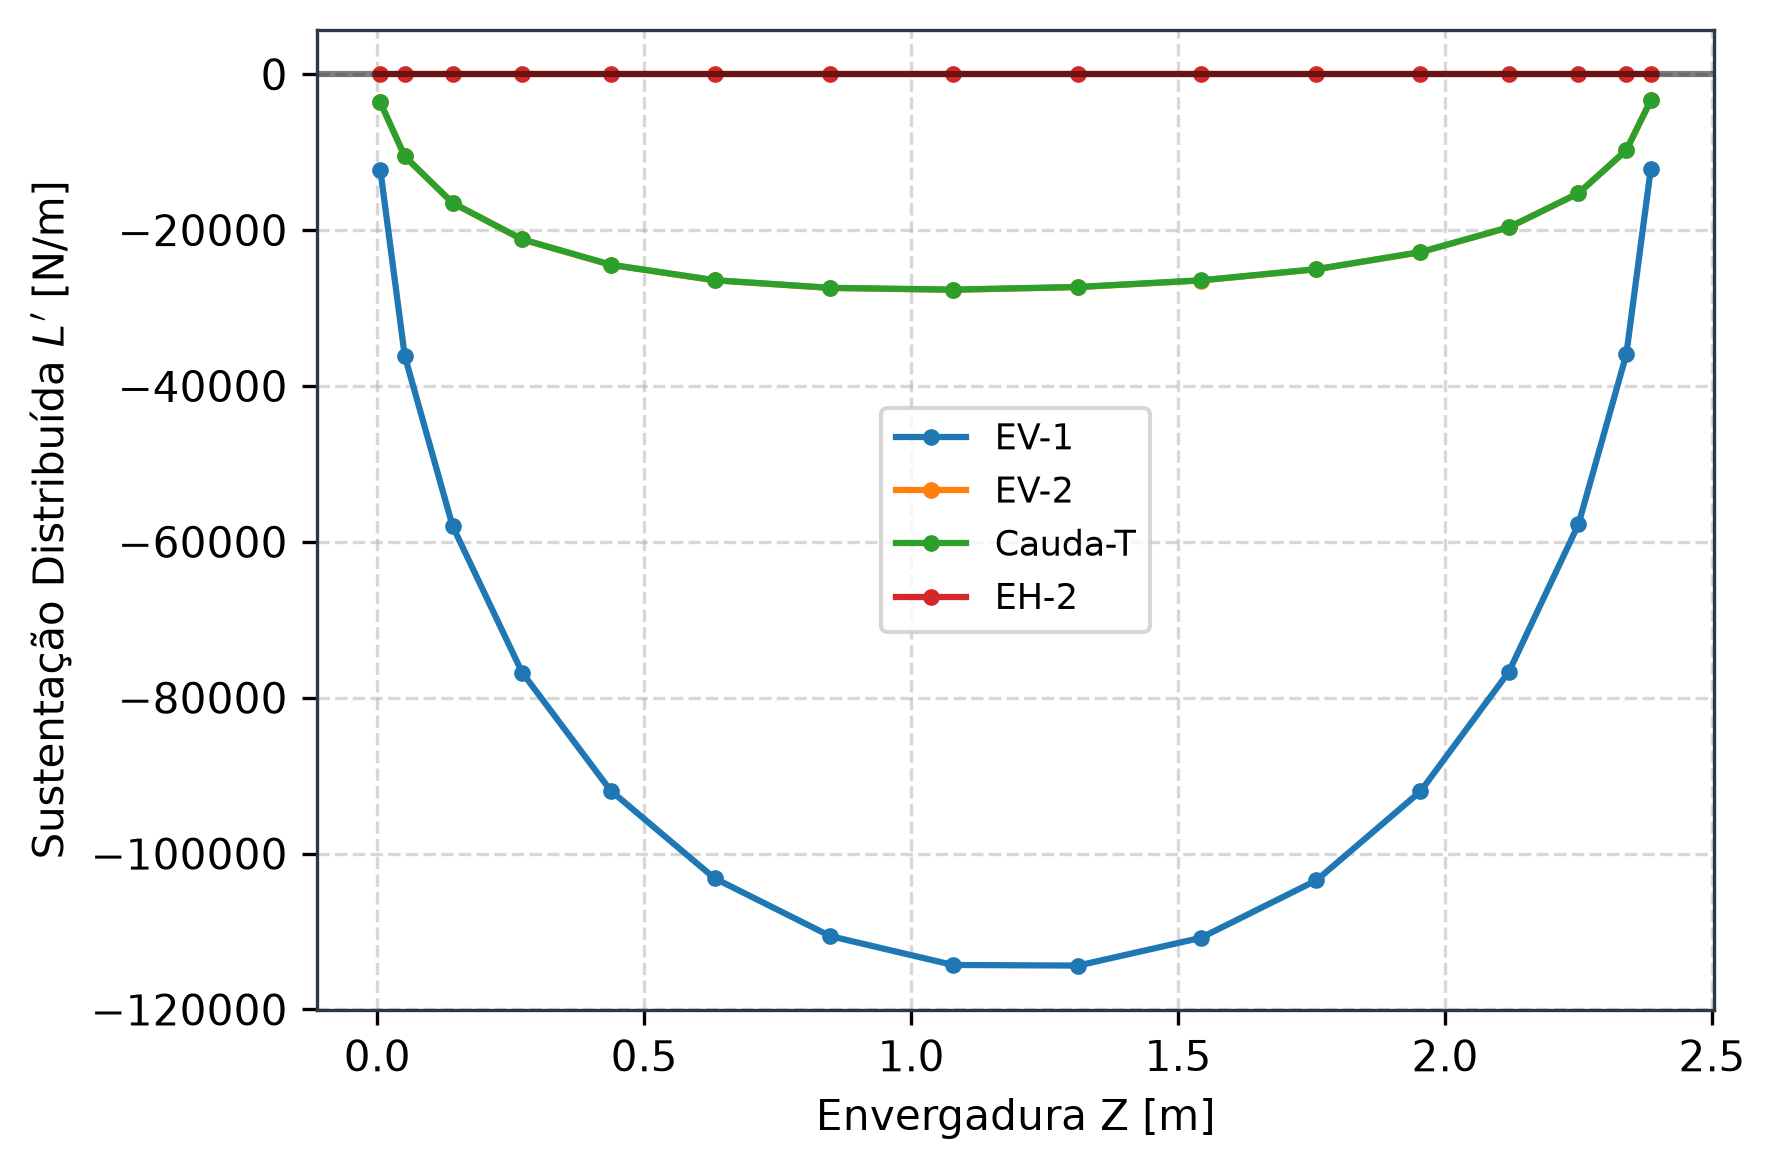 0
−20000
−40000
−60000
−80000
−100000
−120000
Sustentação Distribuída L′ [N/m]
EV-1
EV-2
Cauda-T
EH-2
0.0 0.5 1.0 1.5 2.0 2.5
Envergadura Z [m]